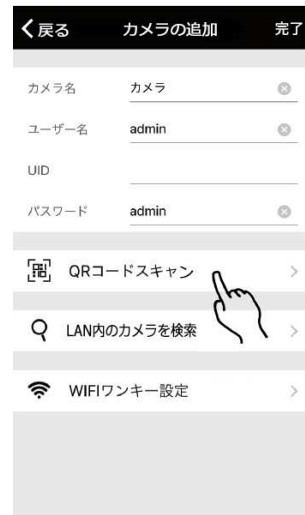 戻る カメラの追加 完了
カメラ名 カメラ
ユーザー名 admin
UID
パスワード admin
QRコードスキャン
LAN内のカメラを検索
WIFIワンキー設定